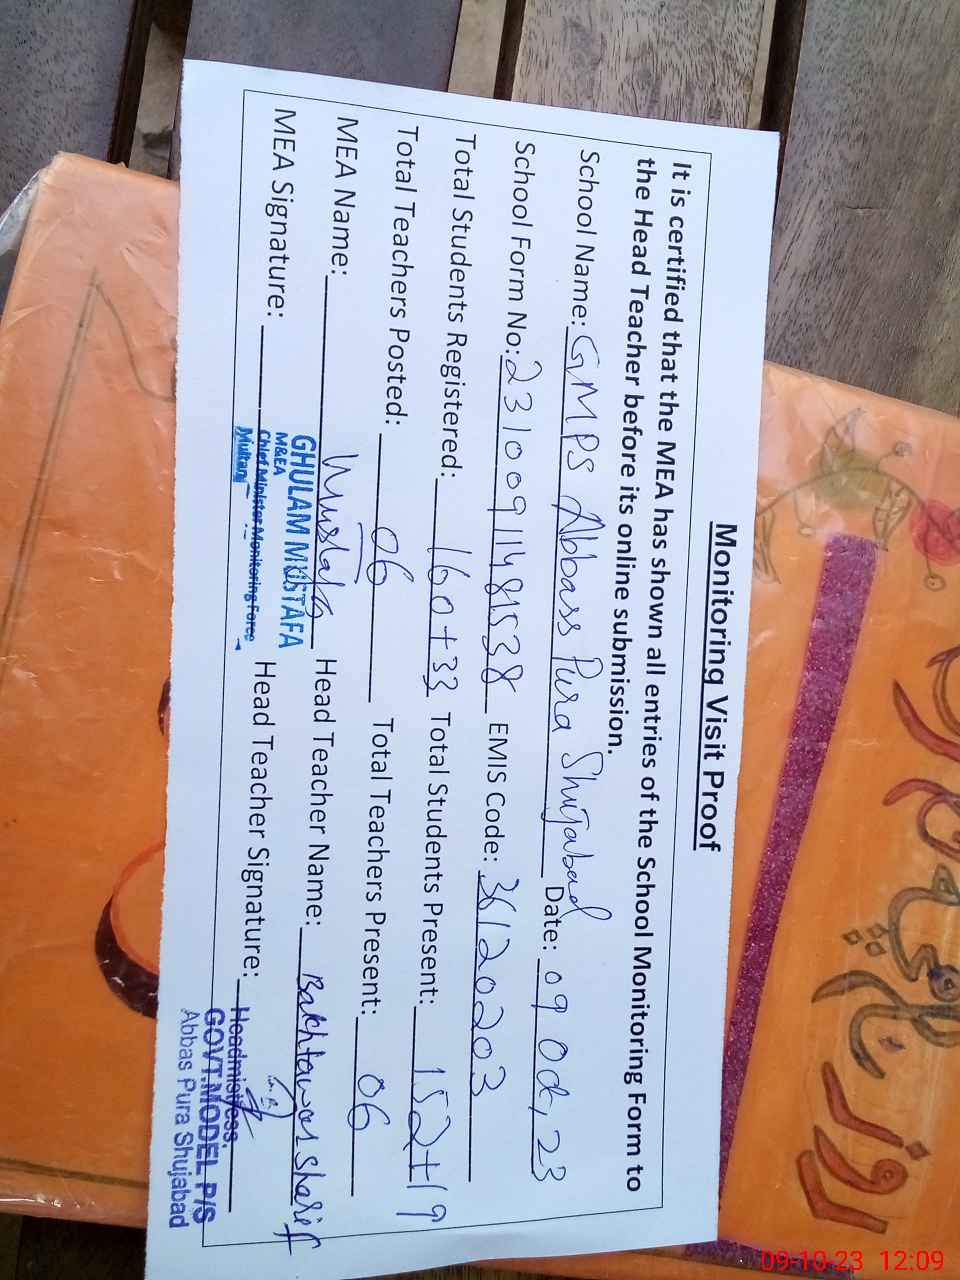 Monitoring Visit Proof
It is certified that the MEA has shown all entries of the School Monitoring Form to
the Head Teacher before its online submission.
School Name: GMPS Abbass Pura Shujabad Date: 09 Oct, 23
School Form No: 23100911481538 EMIS Code: 36120203
Total Students Registered: 160+33 Total Students Present: 152+19
Total Teachers Posted: 06 Total Teachers Present: 06
MEA Name: Mustafa Head Teacher Name: Bakhtawar sharif
MEA Signature: Head Teacher Signature:
GHULAM MUSTAFA
M&EA
Chief Minister Monitoring Force
Multan
Headmistress.
GOVT.MODEL P/S
Abbas Pura Shujabad
09-10-23 12:09